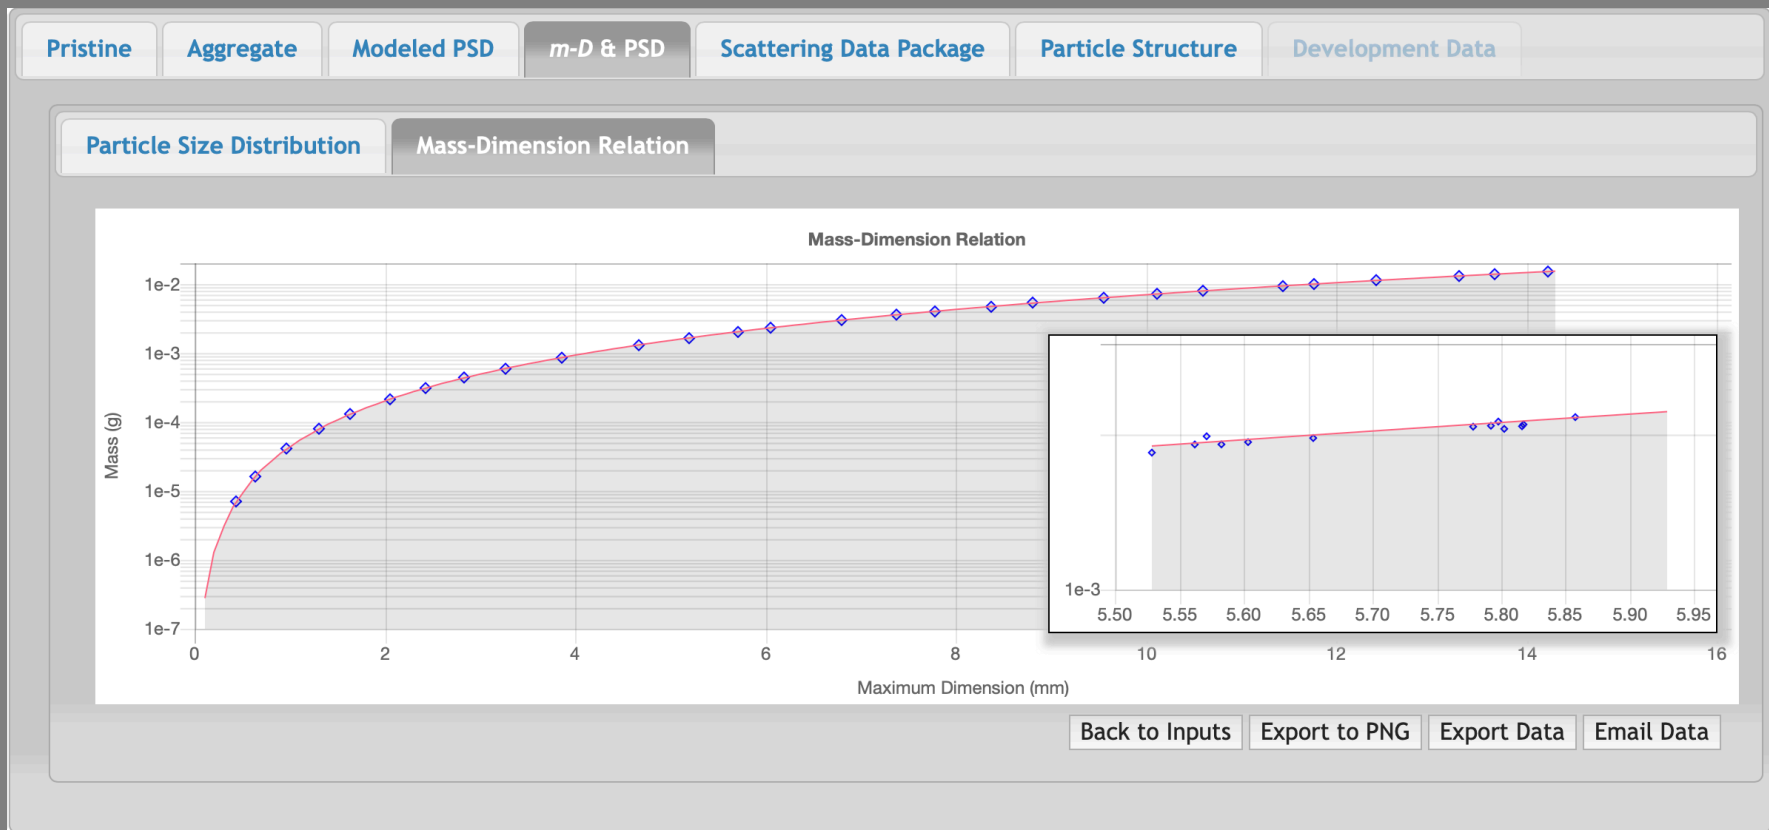 Pristine
Aggregate
Modeled PSD
m-D & PSD
Scattering Data Package
Particle Structure
Development Data
Particle Size Distribution
Mass-Dimension Relation
Mass-Dimension Relation
1e-2
1e-3
1e-4
1e-5
1e-6
1e-7
Mass (g)
0 2 4 6 8 10 12 14 16
Maximum Dimension (mm)
1e-3
5.50 5.55 5.60 5.65 5.70 5.75 5.80 5.85 5.90 5.95
Back to Inputs
Export to PNG
Export Data
Email Data